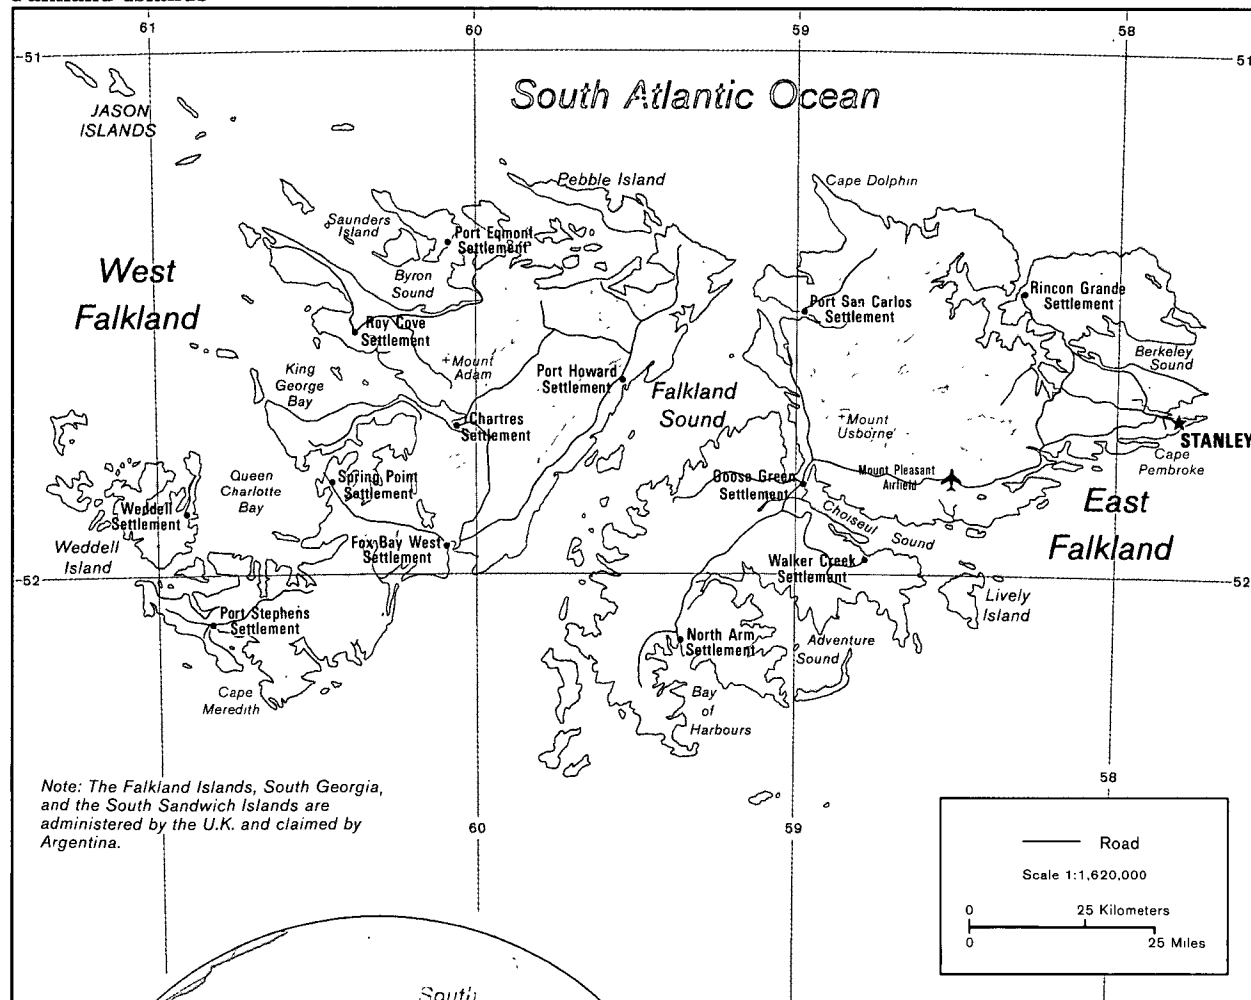 61
60
59
58
-51
51
South Atlantic Ocean
JASON
ISLANDS
Pebble Island
Cape Dolphin
Saunders
Island
Port Egmont
Settlement
West
Falkland
Byron
Sound
Rincon Grande
Settlement
Port San Carlos
Settlement
Roy Cove
Settlement
+Mount
Adam
King
George
Bay
Port Howard
Settlement
Falkland
Sound
Berkeley
Sound
Chartres
Settlement
+Mount
Usborne
STANLEY
Cape
Pembroke
Queen
Charlotte
Bay
Spring Point
Settlement
Goose Green
Settlement
Mount Pleasant
Airfield
East
Falkland
Weddell
Settlement
Choiseul
Sound
Weddell
Island
Fox Bay West
Settlement
Walker Creek
Settlement
-52
52
Lively
Island
Port Stephens
Settlement
North Arm
Settlement
Adventure
Sound
Cape
Meredith
Bay
of
Harbours
Note: The Falkland Islands, South Georgia,
and the South Sandwich Islands are
administered by the U.K. and claimed by
Argentina.
60
59
58
Road
Scale 1:1,620,000
0 25 Kilometers
0 25 Miles
South